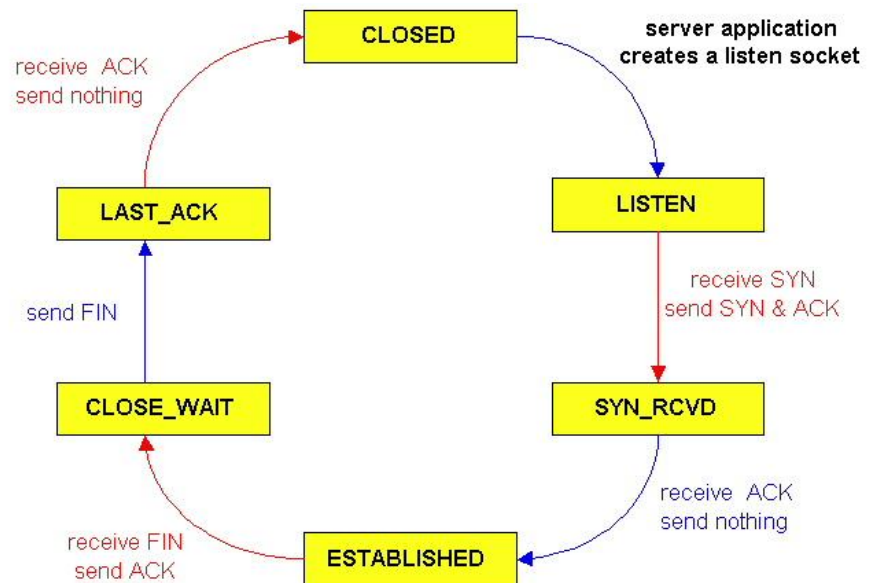 CLOSED
server application
creates a listen socket
receive ACK
send nothing
LAST_ACK
LISTEN
receive SYN
send SYN & ACK
send FIN
CLOSE_WAIT
SYN_RCVD
receive ACK
send nothing
receive FIN
send ACK
ESTABLISHED